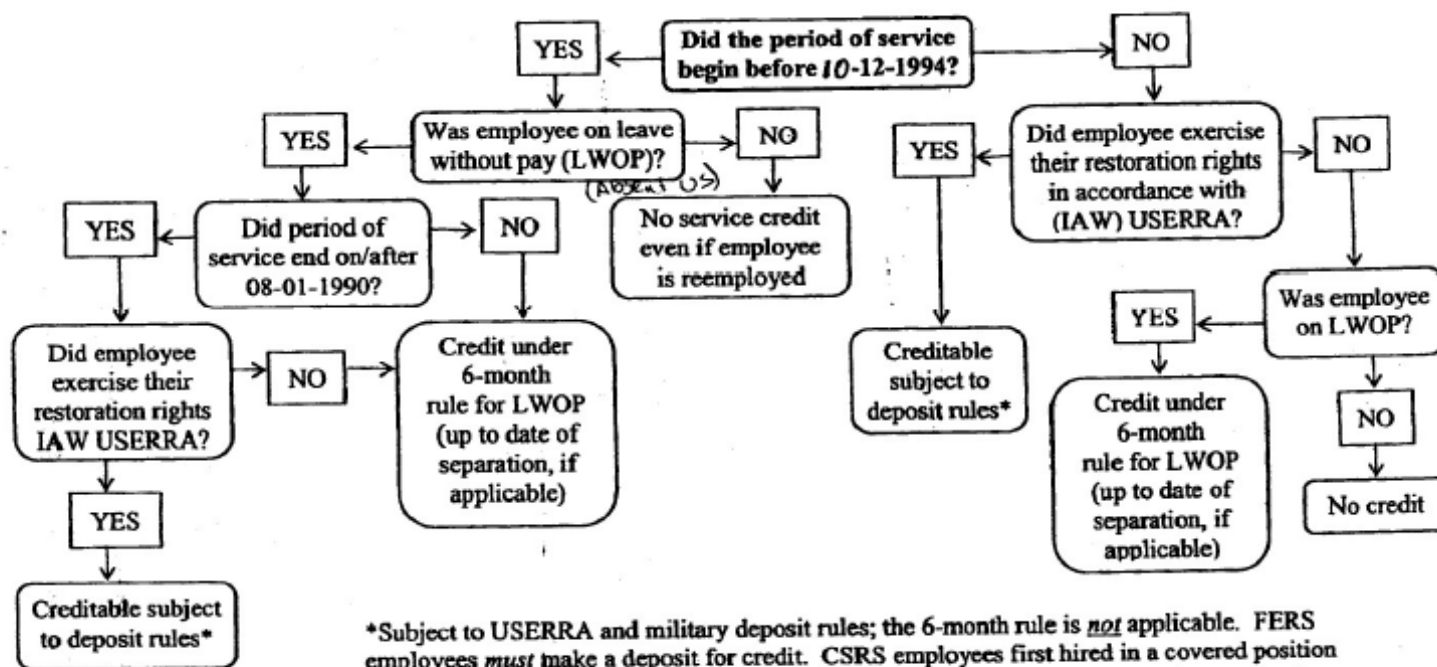 Did the period of service
begin before 10-12-1994?
YES
NO
Was employee on leave
without pay (LWOP)?
(Absent US)
YES
NO
Did period of
service end on/after
08-01-1990?
No service credit
even if employee
is reemployed
YES
NO
Did employee
exercise their
restoration rights
IAW USERRA?
NO
Credit under
6-month
rule for LWOP
(up to date of
separation, if
applicable)
YES
Creditable subject
to deposit rules*
Did employee exercise
their restoration rights
in accordance with
(IAW) USERRA?
YES
NO
Creditable
subject to
deposit rules*
Was employee
on LWOP?
YES
NO
Credit under
6-month
rule for LWOP
(up to date of
separation, if
applicable)
No credit
*Subject to USERRA and military deposit rules; the 6-month rule is not applicable. FERS
employees must make a deposit for credit. CSRS employees first hired in a covered position